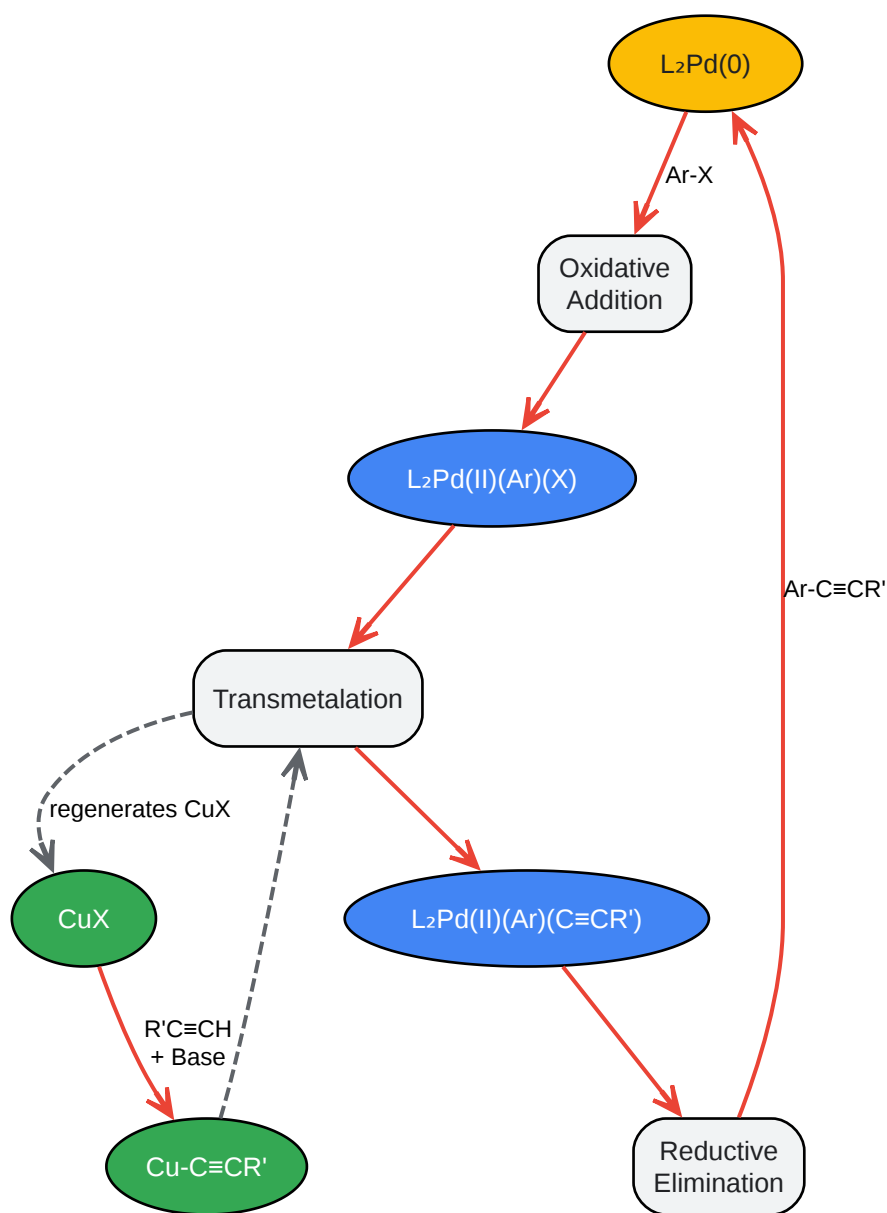 L₂Pd(0)
Ar-X
Oxidative
Addition
L₂Pd(II)(Ar)(X)
Ar-C≡CR'
Transmetalation
regenerates CuX
CuX
L₂Pd(II)(Ar)(C≡CR')
R'C≡CH
+ Base
Cu-C≡CR'
Reductive
Elimination